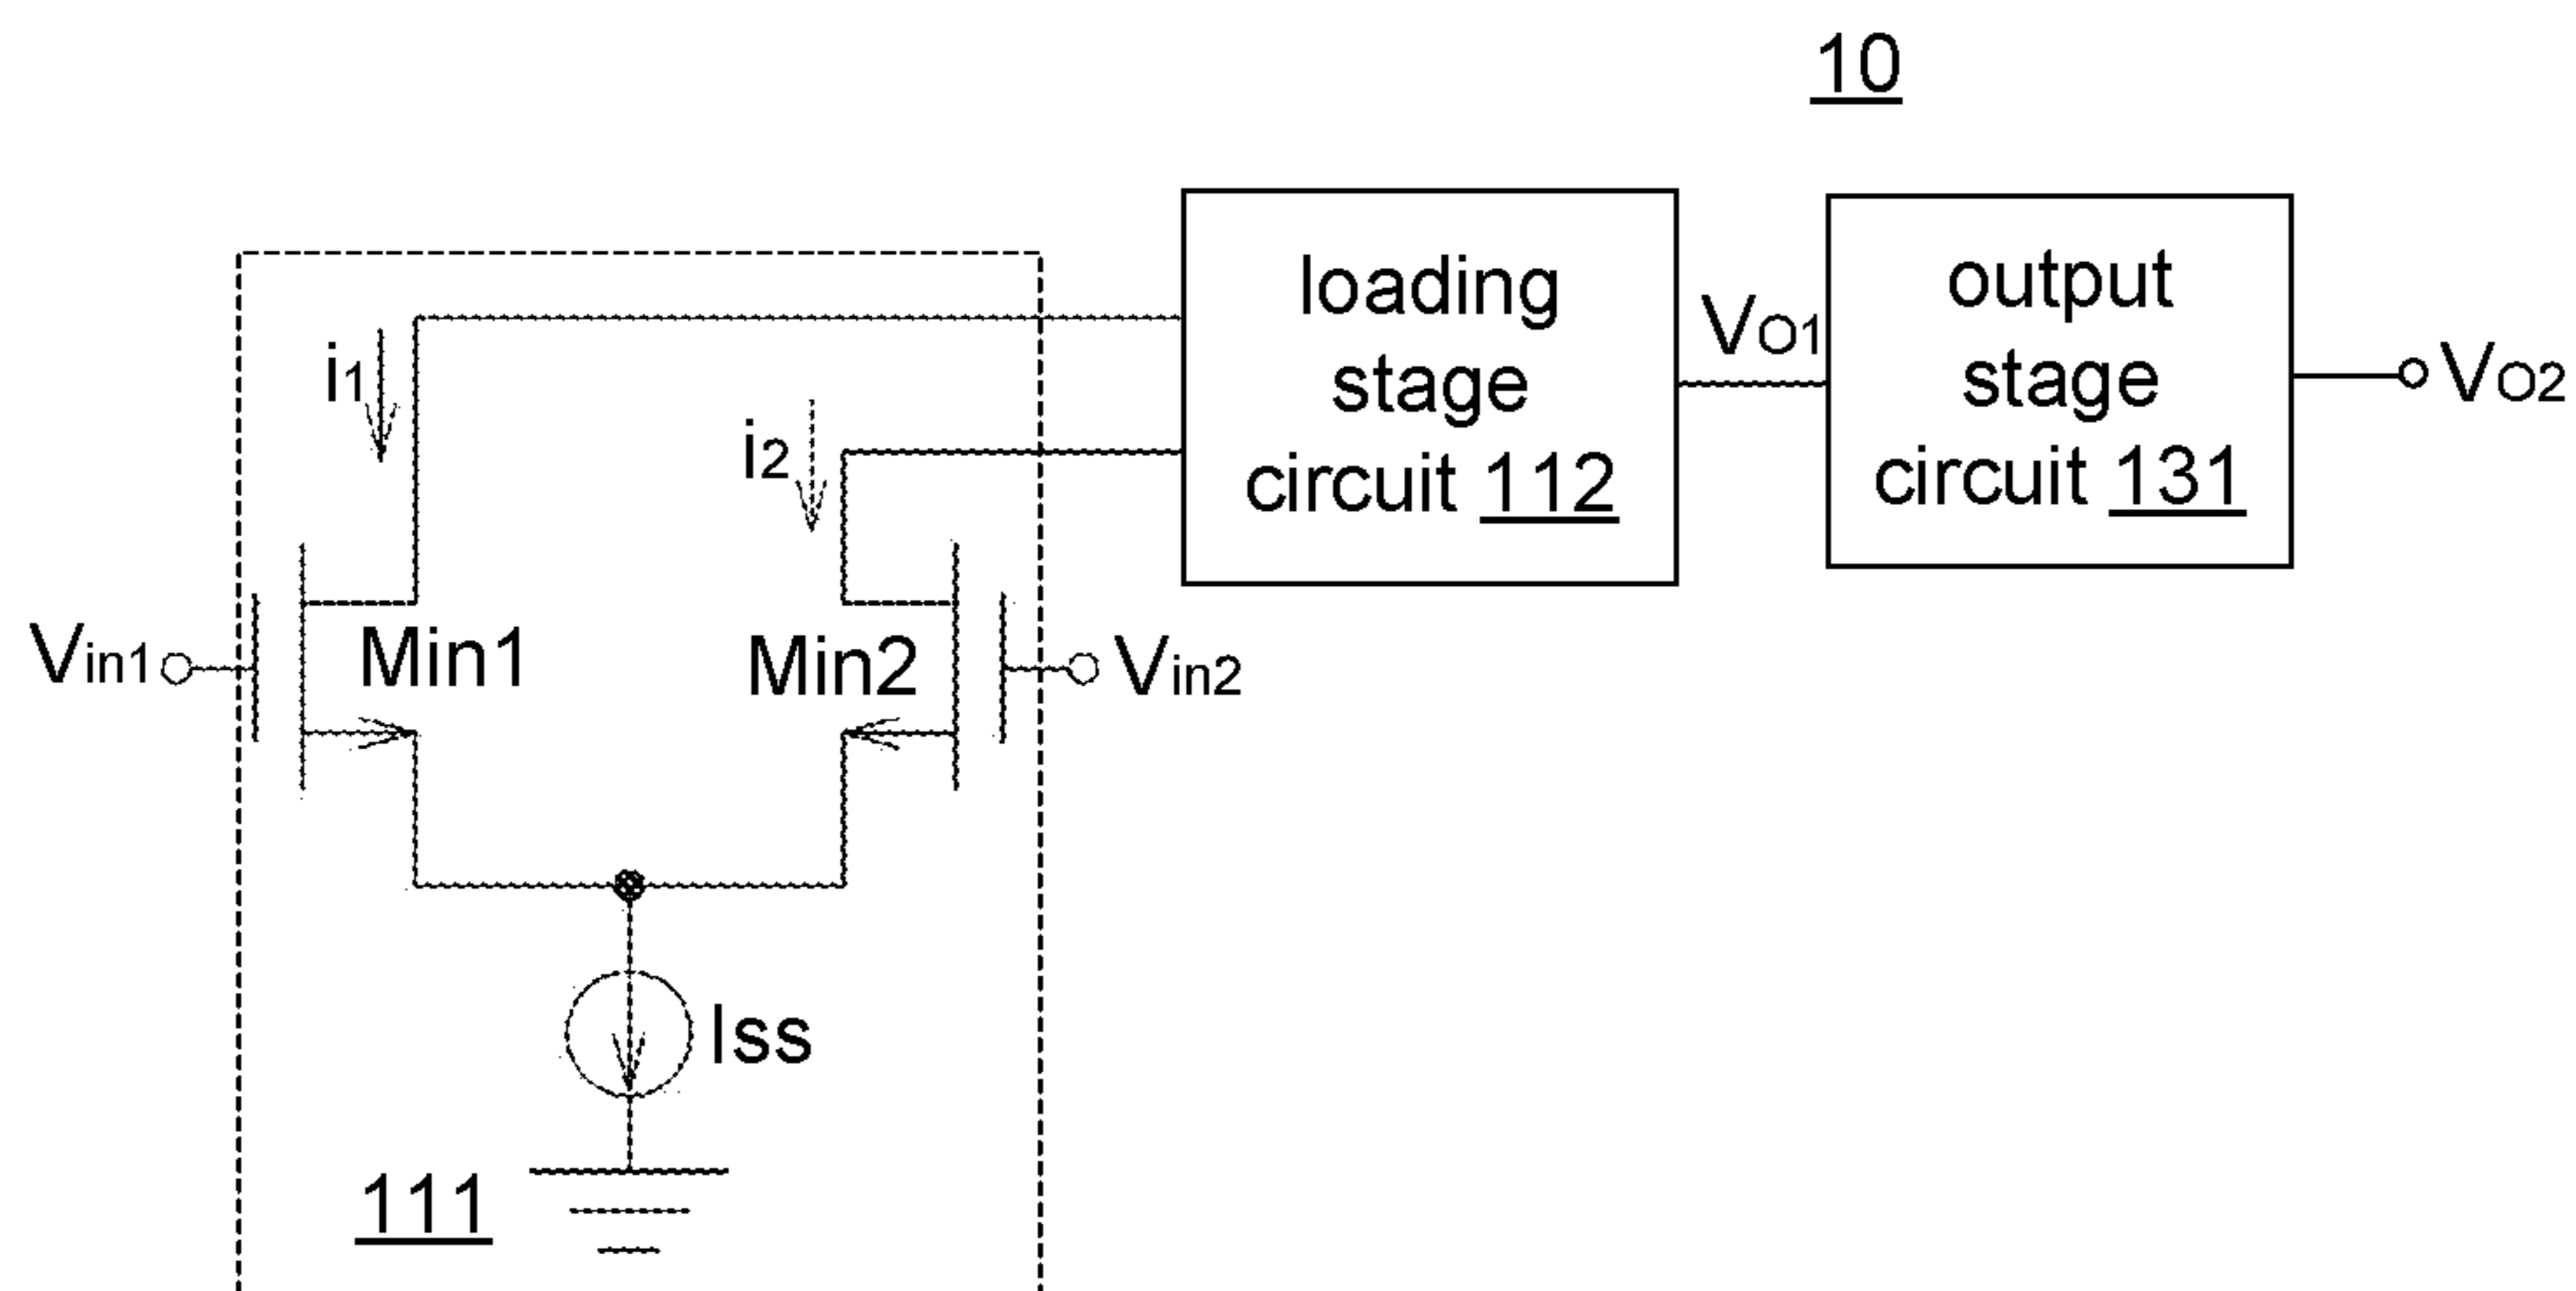 10
loading
stage
circuit 112
output
stage
circuit 131
VO1
VO2
i1
i2
Vin1
Min1
Min2
Vin2
Iss
111